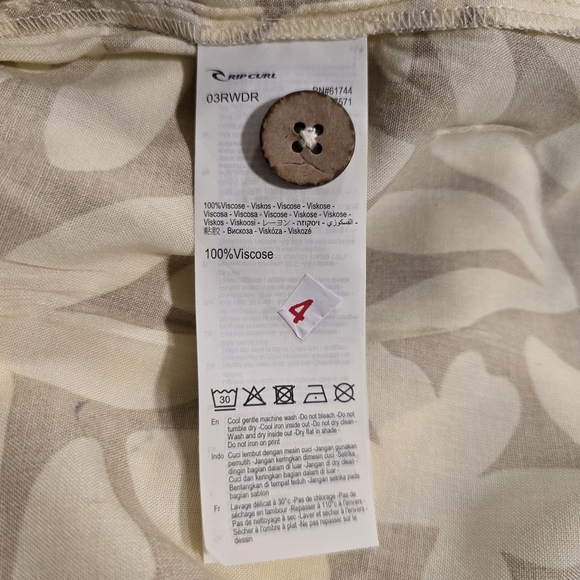 RIP CURL
03RWDR
RN#61744
571
100%Viscose - Viskos - Viscose - Viskose -
Viscosa - Viscosa - Viscose - Viskose - Viskose -
Viskos - Viskoosi - レーヨン - ויסקוזה - الفسكوزي -
粘胶 - Вискоза - Viskóza - Viskozė
100%Viscose
4
30
En Cool gentle machine wash -Do not bleach -Do not
tumble dry -Cool iron inside out -Do not dry clean -
Wash and dry inside out -Dry flat in shade -
Do not iron on print
Indo Cuci lembut dengan mesin cuci -Jangan gunakan
pemutih -Jangan keringkan dimesin cuci -Setrika
dingin bagian dalam di luar -Jangan dry clean -
Cuci dan keringkan bagian dalam di luar -
Bentangkan di tempat teduh -Jangan setrika pada
bagian sablon
Fr Lavage délicat à 30°c -Pas de chlorage -Pas de
séchage en tambour -Repasser à 110°c à l'envers -
Pas de nettoyage à sec -Laver et sécher à l'envers -
Sécher à l'ombre à plat -Ne pas repasser sur les
dessin